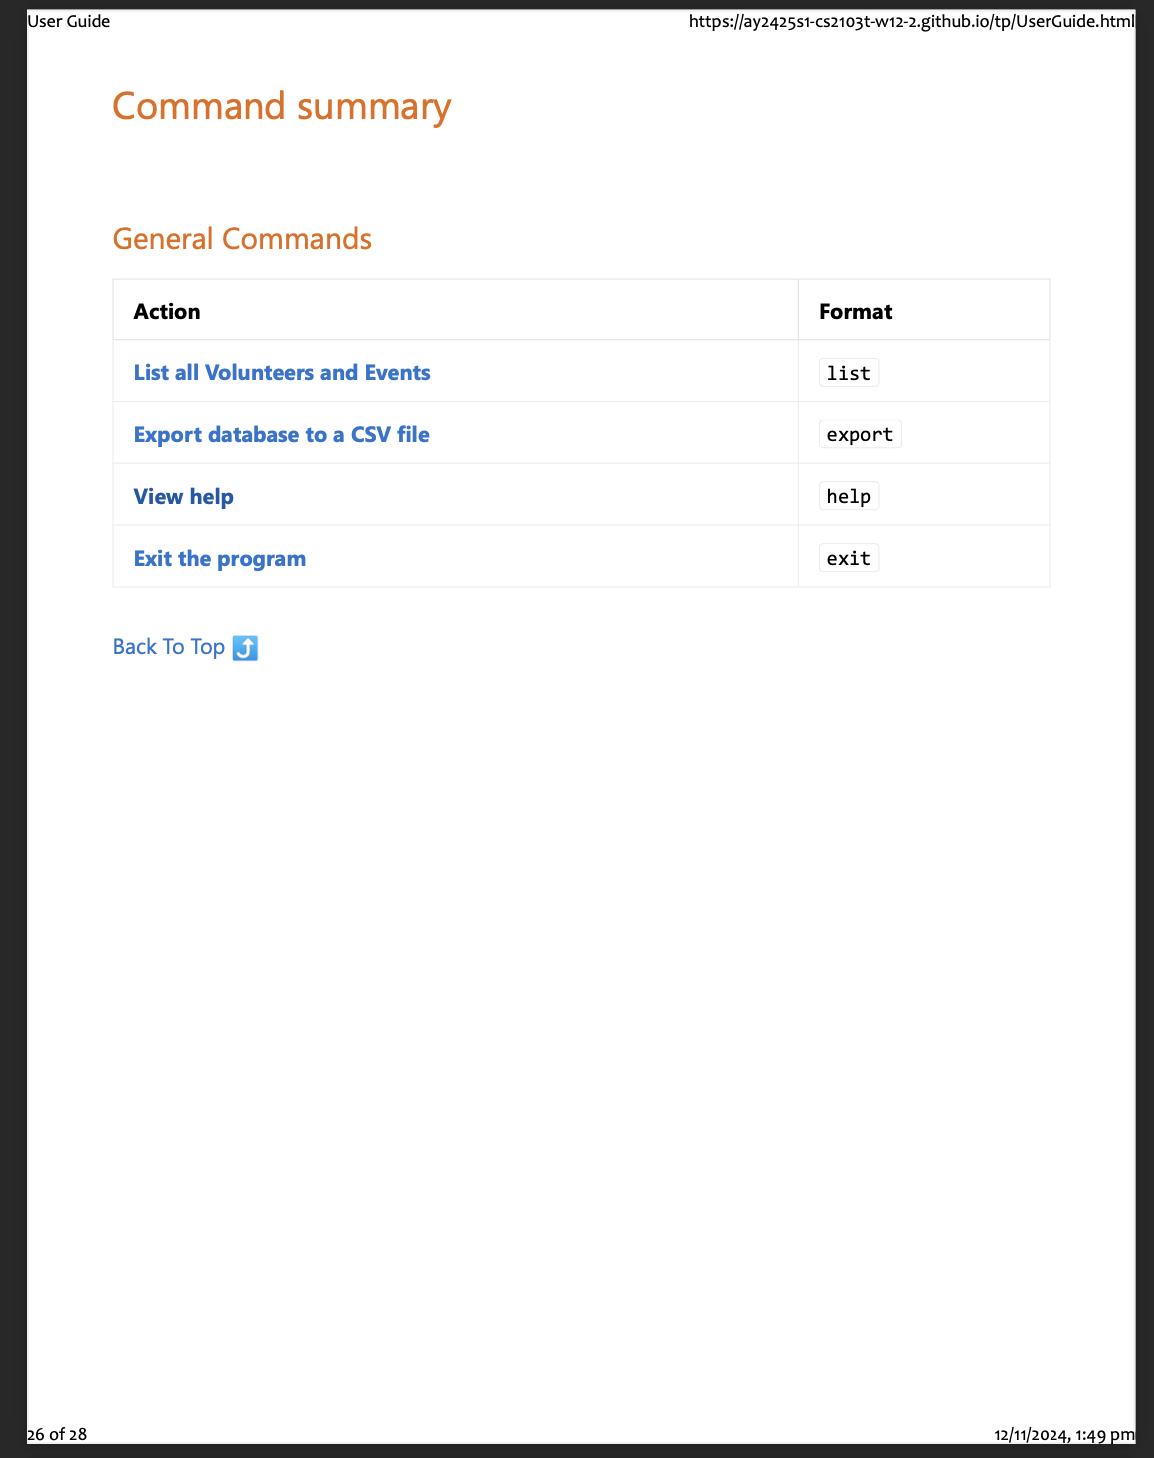 User Guide https://ay2425s1-cs2103t-w12-2.github.io/tp/UserGuide.html
Command summary
General Commands
Action Format
List all Volunteers and Events list
Export database to a CSV file export
View help help
Exit the program exit
Back To Top ⤴️
26 of 28 12/11/2024, 1:49 pm